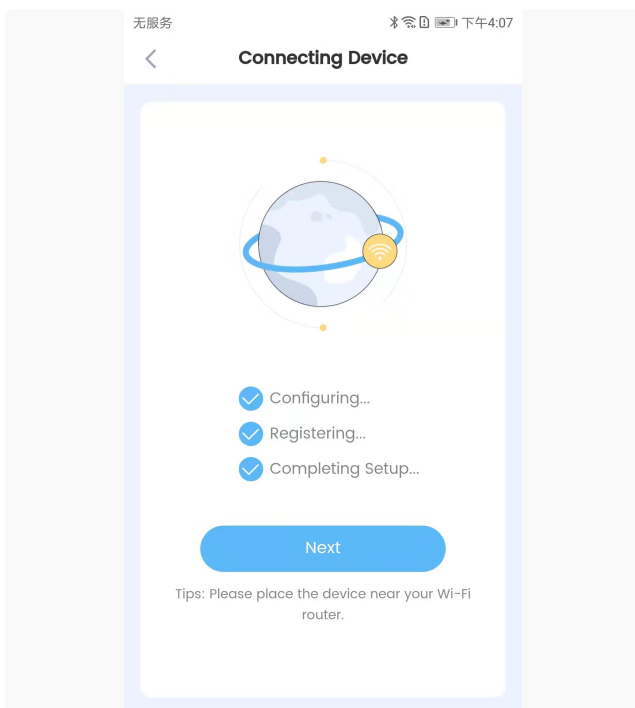 无服务 下午4:07
Connecting Device
Configuring...
Registering...
Completing Setup...
Next
Tips: Please place the device near your Wi-Fi
router.